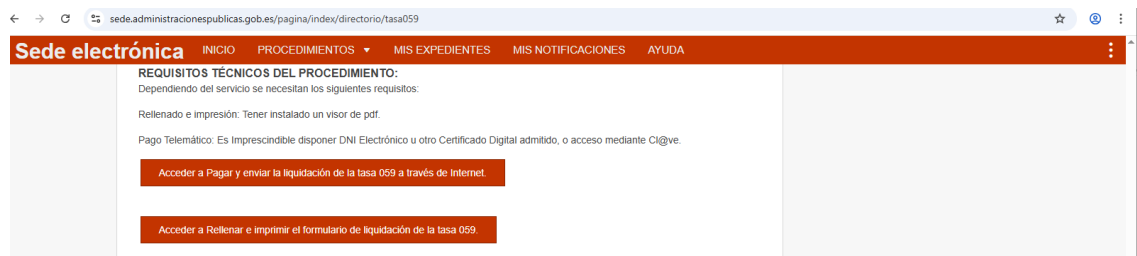 sede.administracionespublicas.gob.es/pagina/index/directorio/tasa059
Sede electrónica INICIO PROCEDIMIENTOS ▼ MIS EXPEDIENTES MIS NOTIFICACIONES AYUDA
REQUISITOS TÉCNICOS DEL PROCEDIMIENTO:
Dependiendo del servicio se necesitan los siguientes requisitos:
Rellenado e impresión: Tener instalado un visor de pdf.
Pago Telemático: Es Imprescindible disponer DNI Electrónico u otro Certificado Digital admitido, o acceso mediante Cl@ve.
Acceder a Pagar y enviar la liquidación de la tasa 059 a través de Internet.
Acceder a Rellenar e imprimir el formulario de liquidación de la tasa 059.